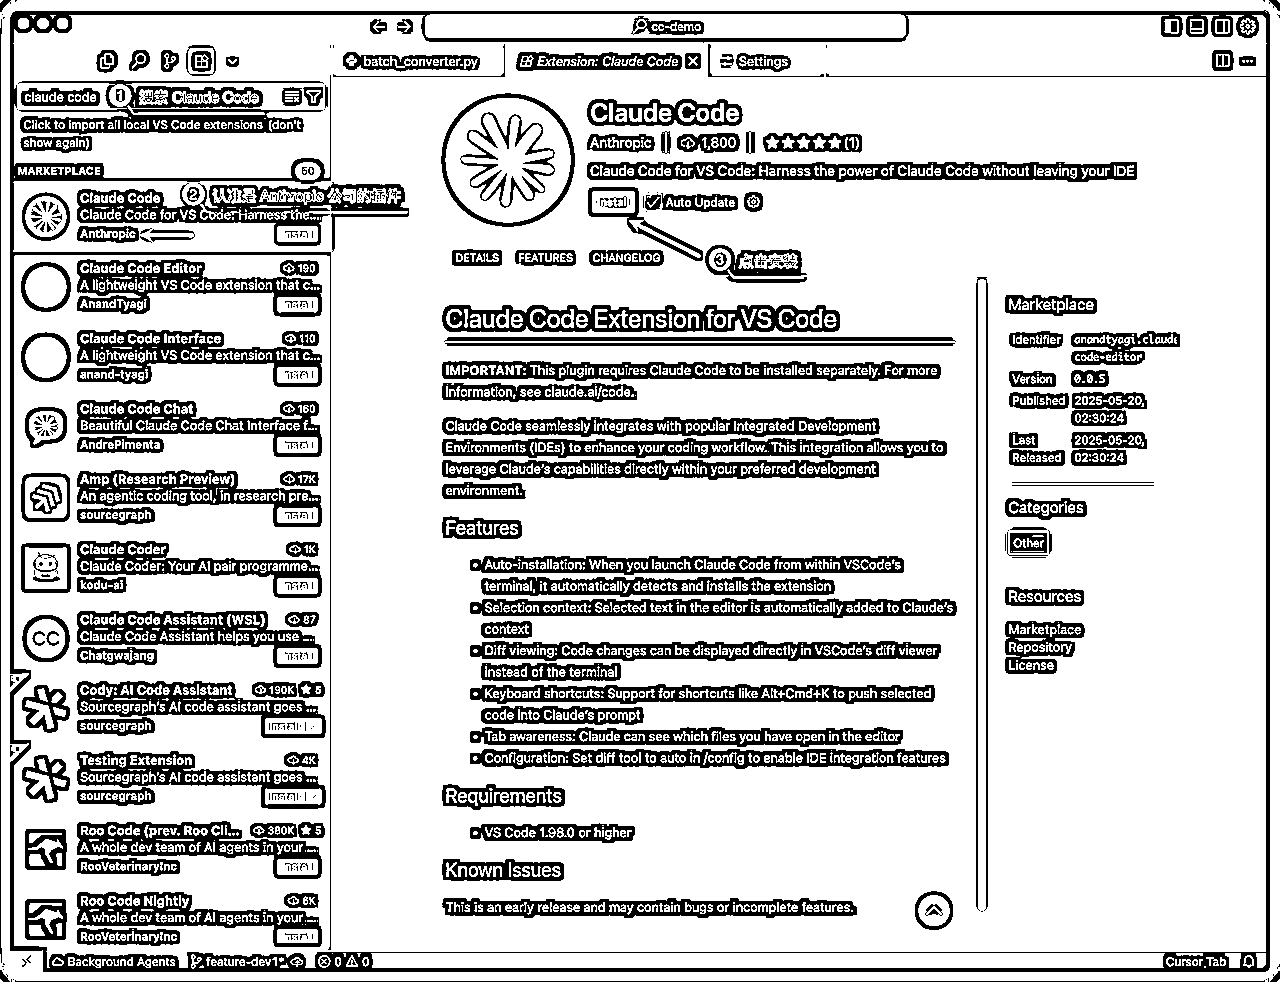 cc-demo
batch_converter.py
Extension: Claude Code
Settings
claude code
1
搜索 Claude Code
Click to import all local VS Code extensions (don't
show again)
MARKETPLACE
60
Claude Code
2
认准是 Anthropic 公司的插件
Claude Code for VS Code: Harness the...
Anthropic
Install
Claude Code Editor
190
A lightweight VS Code extension that c...
AnandTyagi
Install
Claude Code Interface
110
A lightweight VS Code extension that c...
anand-tyagi
Install
Claude Code Chat
160
Beautiful Claude Code Chat Interface f...
AndrePimenta
Install
Amp (Research Preview)
17K
An agentic coding tool, in research pre...
sourcegraph
Install
Claude Coder
1K
Claude Coder: Your AI pair programme...
kodu-ai
Install
Claude Code Assistant (WSL)
87
Claude Code Assistant helps you use ...
Chatgwajang
Install
Cody: AI Code Assistant
190K
5
Sourcegraph's AI code assistant goes ...
sourcegraph
Install
Testing Extension
4K
Sourcegraph's AI code assistant goes ...
sourcegraph
Install
Roo Code (prev. Roo Cli...
380K
5
A whole dev team of AI agents in your...
RooVeterinaryInc
Install
Roo Code Nightly
6K
A whole dev team of AI agents in your...
RooVeterinaryInc
Install
Claude Code
Anthropic
1,800
(1)
Claude Code for VS Code: Harness the power of Claude Code without leaving your IDE
Install
Auto Update
3
点击安装
DETAILS
FEATURES
CHANGELOG
Claude Code Extension for VS Code
IMPORTANT: This plugin requires Claude Code to be installed separately. For more
information, see claude.ai/code.
Claude Code seamlessly integrates with popular Integrated Development
Environments (IDEs) to enhance your coding workflow. This integration allows you to
leverage Claude's capabilities directly within your preferred development
environment.
Features
Auto-installation: When you launch Claude Code from within VSCode's
terminal, it automatically detects and installs the extension
Selection context: Selected text in the editor is automatically added to Claude's
context
Diff viewing: Code changes can be displayed directly in VSCode's diff viewer
instead of the terminal
Keyboard shortcuts: Support for shortcuts like Alt+Cmd+K to push selected
code into Claude's prompt
Tab awareness: Claude can see which files you have open in the editor
Configuration: Set diff tool to auto in /config to enable IDE integration features
Requirements
VS Code 1.98.0 or higher
Known Issues
This is an early release and may contain bugs or incomplete features.
Marketplace
Identifier
anandtyagi.claude
code-editor
Version
0.0.5
Published
2025-05-20,
02:30:24
Last
Released
2025-05-20,
02:30:24
Categories
Other
Resources
Marketplace
Repository
License
Background Agents
feature-dev1*
0
0
Cursor Tab